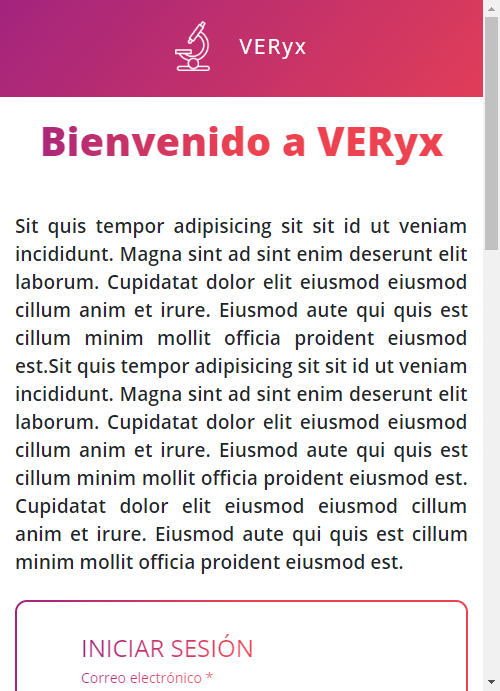 VERyx
Bienvenido a VERyx
Sit quis tempor adipisicing sit sit id ut veniam
incididunt. Magna sint ad sint enim deserunt elit
laborum. Cupidatat dolor elit eiusmod eiusmod
cillum anim et irure. Eiusmod aute qui quis est
cillum minim mollit officia proident eiusmod
est.Sit quis tempor adipisicing sit sit id ut veniam
incididunt. Magna sint ad sint enim deserunt elit
laborum. Cupidatat dolor elit eiusmod eiusmod
cillum anim et irure. Eiusmod aute qui quis est
cillum minim mollit officia proident eiusmod est.
Cupidatat dolor elit eiusmod eiusmod cillum
anim et irure. Eiusmod aute qui quis est cillum
minim mollit officia proident eiusmod est.
INICIAR SESIÓN
Correo electrónico *